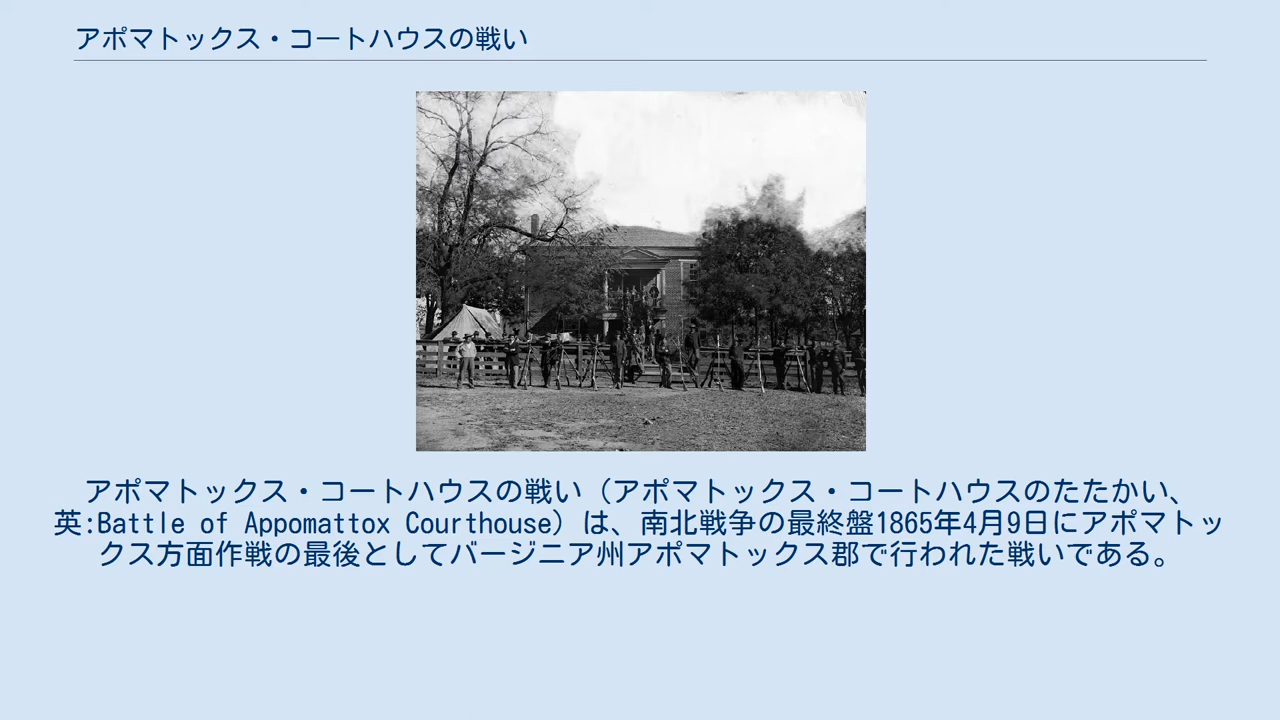 アポマトックス・コートハウスの戦い
アポマトックス・コートハウスの戦い（アポマトックス・コートハウスのたたかい、
英:Battle of Appomattox Courthouse）は、南北戦争の最終盤1865年4月9日にアポマトッ
クス方面作戦の最後としてバージニア州アポマトックス郡で行われた戦いである。